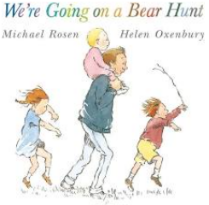 We're Going on a Bear Hunt
Michael Rosen Helen Oxenbury